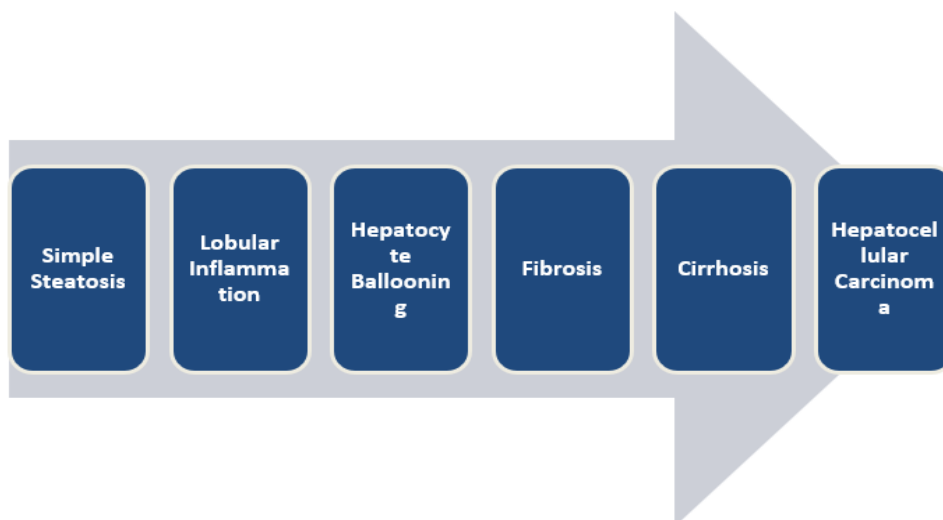 Simple
Steatosis
Lobular
Inflamma
tion
Hepatocy
te
Balloonin
g
Fibrosis
Cirrhosis
Hepatocel
lular
Carcinom
a